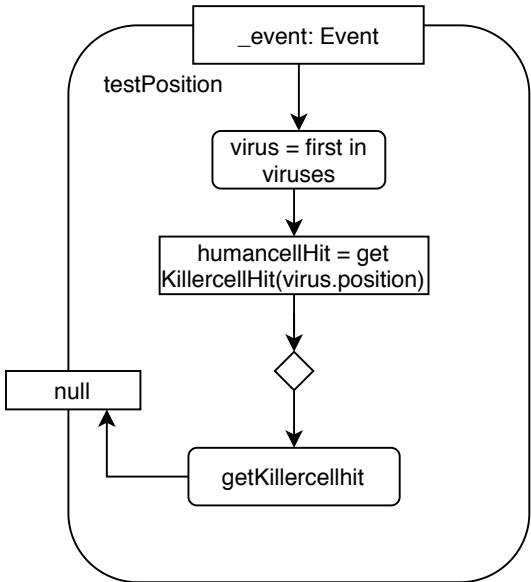 _event: Event
testPosition
virus = first in
viruses
humancellHit = get
KillercellHit(virus.position)
null
getKillercellhit